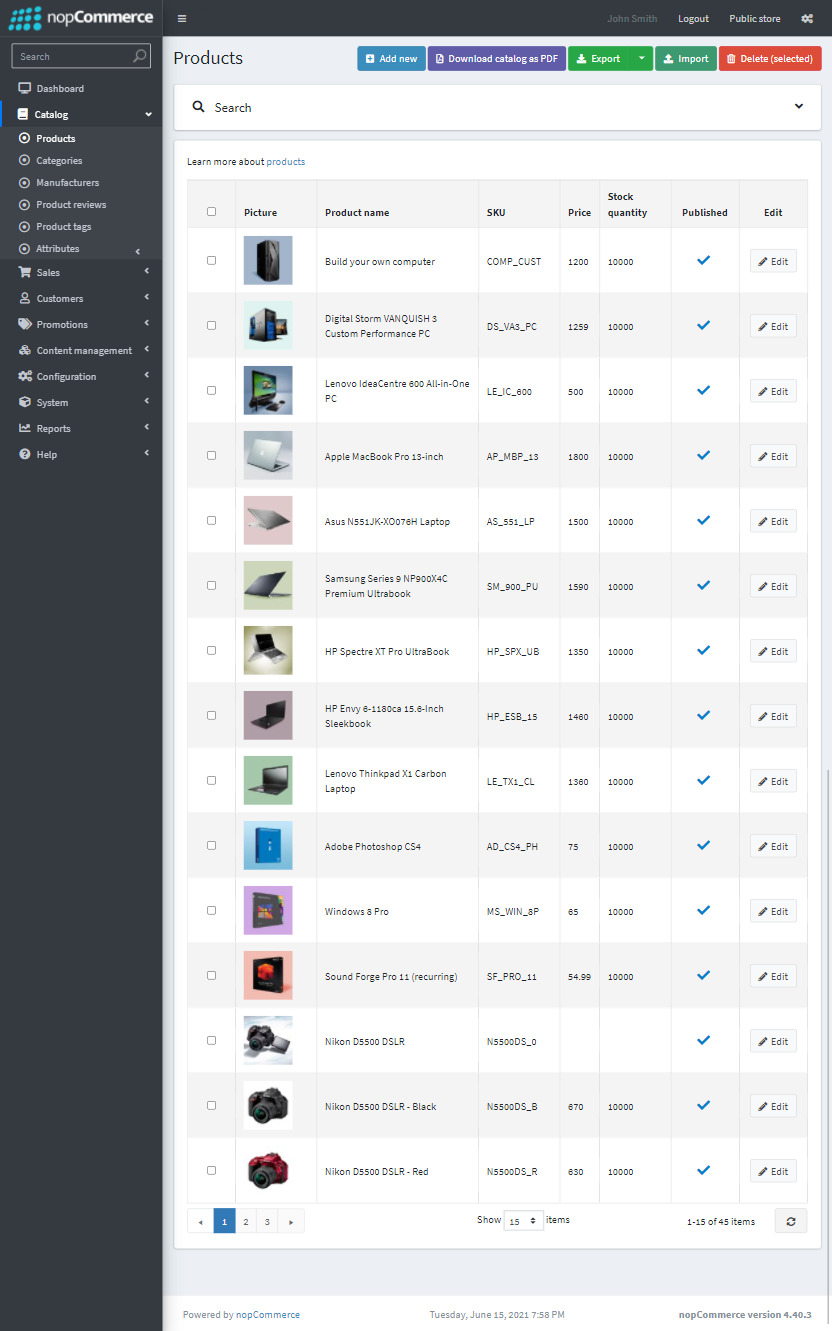 nopCommerce
John Smith Logout Public store
Search
Dashboard
Catalog
Products
Categories
Manufacturers
Product reviews
Product tags
Attributes
Sales
Customers
Promotions
Content management
Configuration
System
Reports
Help
Products Add new Download catalog as PDF Export Import Delete (selected)
Search
Learn more about products
Picture Product name SKU Price Stock quantity Published Edit
Build your own computer COMP_CUST 1200 10000 Edit
Digital Storm VANQUISH 3
Custom Performance PC DS_VA3_PC 1259 10000 Edit
Lenovo IdeaCentre 600 All-in-One
PC LE_IC_600 500 10000 Edit
Apple MacBook Pro 13-inch AP_MBP_13 1800 10000 Edit
Asus N551JK-XO076H Laptop AS_551_LP 1500 10000 Edit
Samsung Series 9 NP900X4C
Premium Ultrabook SM_900_PU 1590 10000 Edit
HP Spectre XT Pro UltraBook HP_SPX_UB 1350 10000 Edit
HP Envy 6-1180ca 15.6-Inch
Sleekbook HP_ESB_15 1460 10000 Edit
Lenovo Thinkpad X1 Carbon
Laptop LE_TX1_CL 1360 10000 Edit
Adobe Photoshop CS4 AD_CS4_PH 75 10000 Edit
Windows 8 Pro MS_WIN_8P 65 10000 Edit
Sound Forge Pro 11 (recurring) SF_PRO_11 54.99 10000 Edit
Nikon D5500 DSLR N5500DS_0 Edit
Nikon D5500 DSLR - Black N5500DS_B 670 10000 Edit
Nikon D5500 DSLR - Red N5500DS_R 630 10000 Edit
1 2 3 Show 15 items 1-15 of 45 items
Powered by nopCommerce Tuesday, June 15, 2021 7:58 PM nopCommerce version 4.40.3